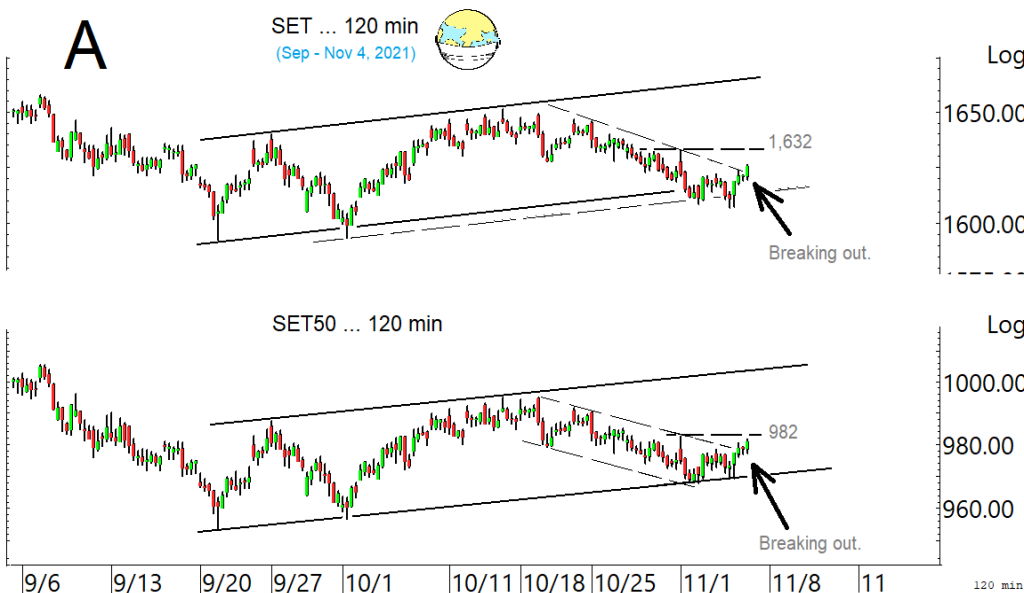 A
SET ... 120 min
(Sep - Nov 4, 2021)
Log
1650.00
1,632
1600.00
Breaking out.
SET50 ... 120 min
Log
1000.00
982
980.00
960.00
Breaking out.
9/6 9/13 9/20 9/27 10/1 10/11 10/18 10/25 11/1 11/8 11
120 min